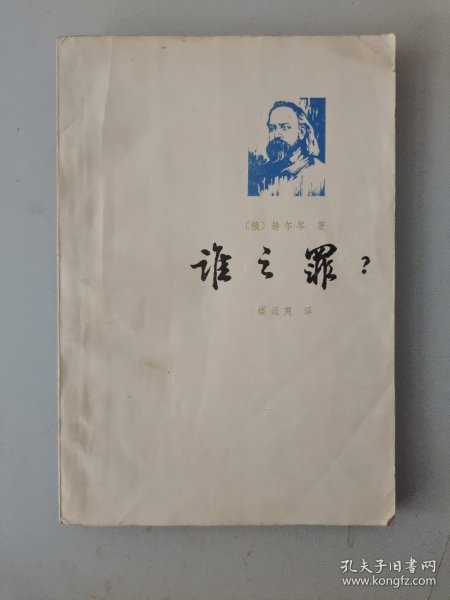 〔俄〕赫尔岑 著
谁之罪?
楼适夷 译
孔夫子旧书网
www.kongfz.com